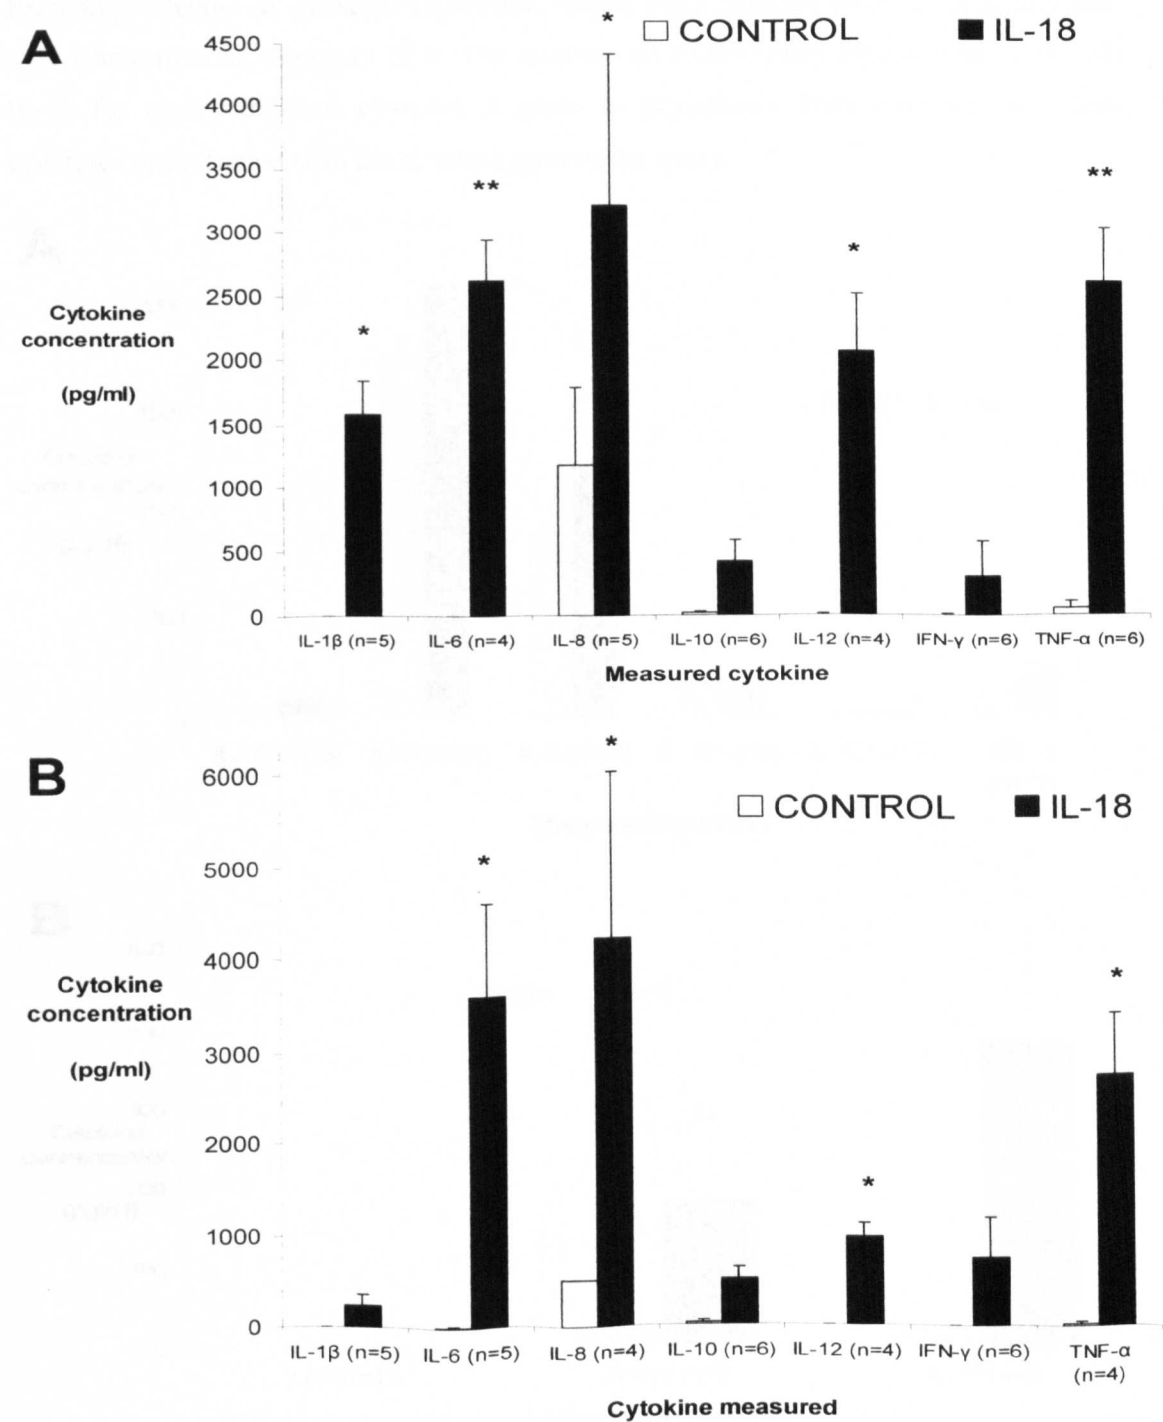 A
CONTROL IL-18
*
4500
4000
3500
3000
2500
2000
1500
1000
500
0
** **
*
*
Cytokine
concentration
(pg/ml)
IL-1β (n=5) IL-6 (n=4) IL-8 (n=5) IL-10 (n=6) IL-12 (n=4) IFN-γ (n=6) TNF-α (n=6)
Measured cytokine
B
CONTROL IL-18
*
6000
5000
4000
3000
2000
1000
0
*
*
*
Cytokine
concentration
(pg/ml)
IL-1β (n=5) IL-6 (n=5) IL-8 (n=4) IL-10 (n=6) IL-12 (n=4) IFN-γ (n=6) TNF-α
(n=4)
Cytokine measured